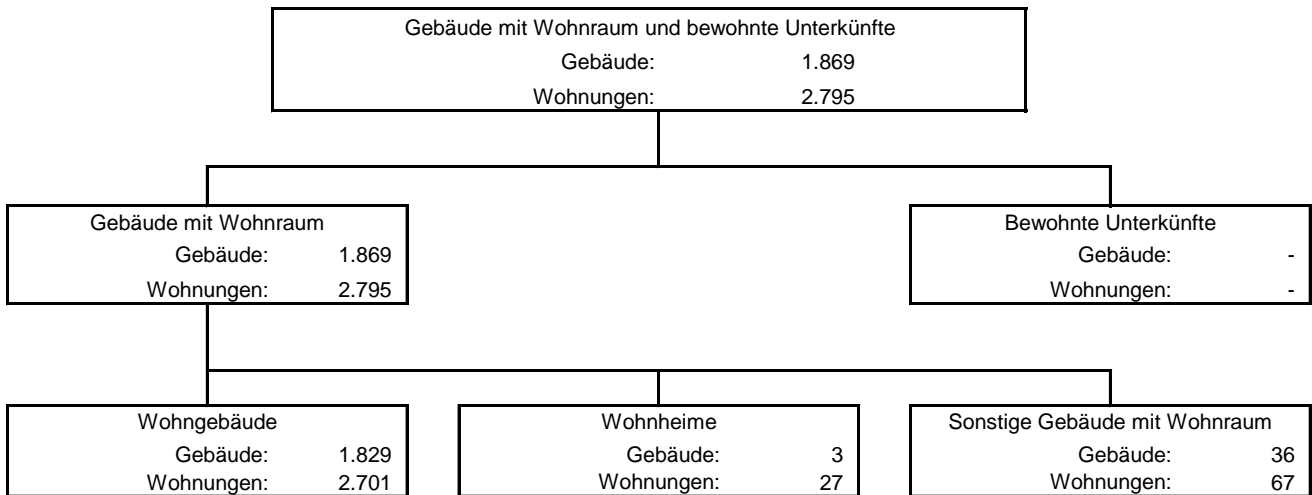 Gebäude mit Wohnraum und bewohnte Unterkünfte
Gebäude: 1.869
Wohnungen: 2.795
Gebäude mit Wohnraum
Gebäude: 1.869
Wohnungen: 2.795
Bewohnte Unterkünfte
Gebäude: -
Wohnungen: -
Wohngebäude
Gebäude: 1.829
Wohnungen: 2.701
Wohnheime
Gebäude: 3
Wohnungen: 27
Sonstige Gebäude mit Wohnraum
Gebäude: 36
Wohnungen: 67